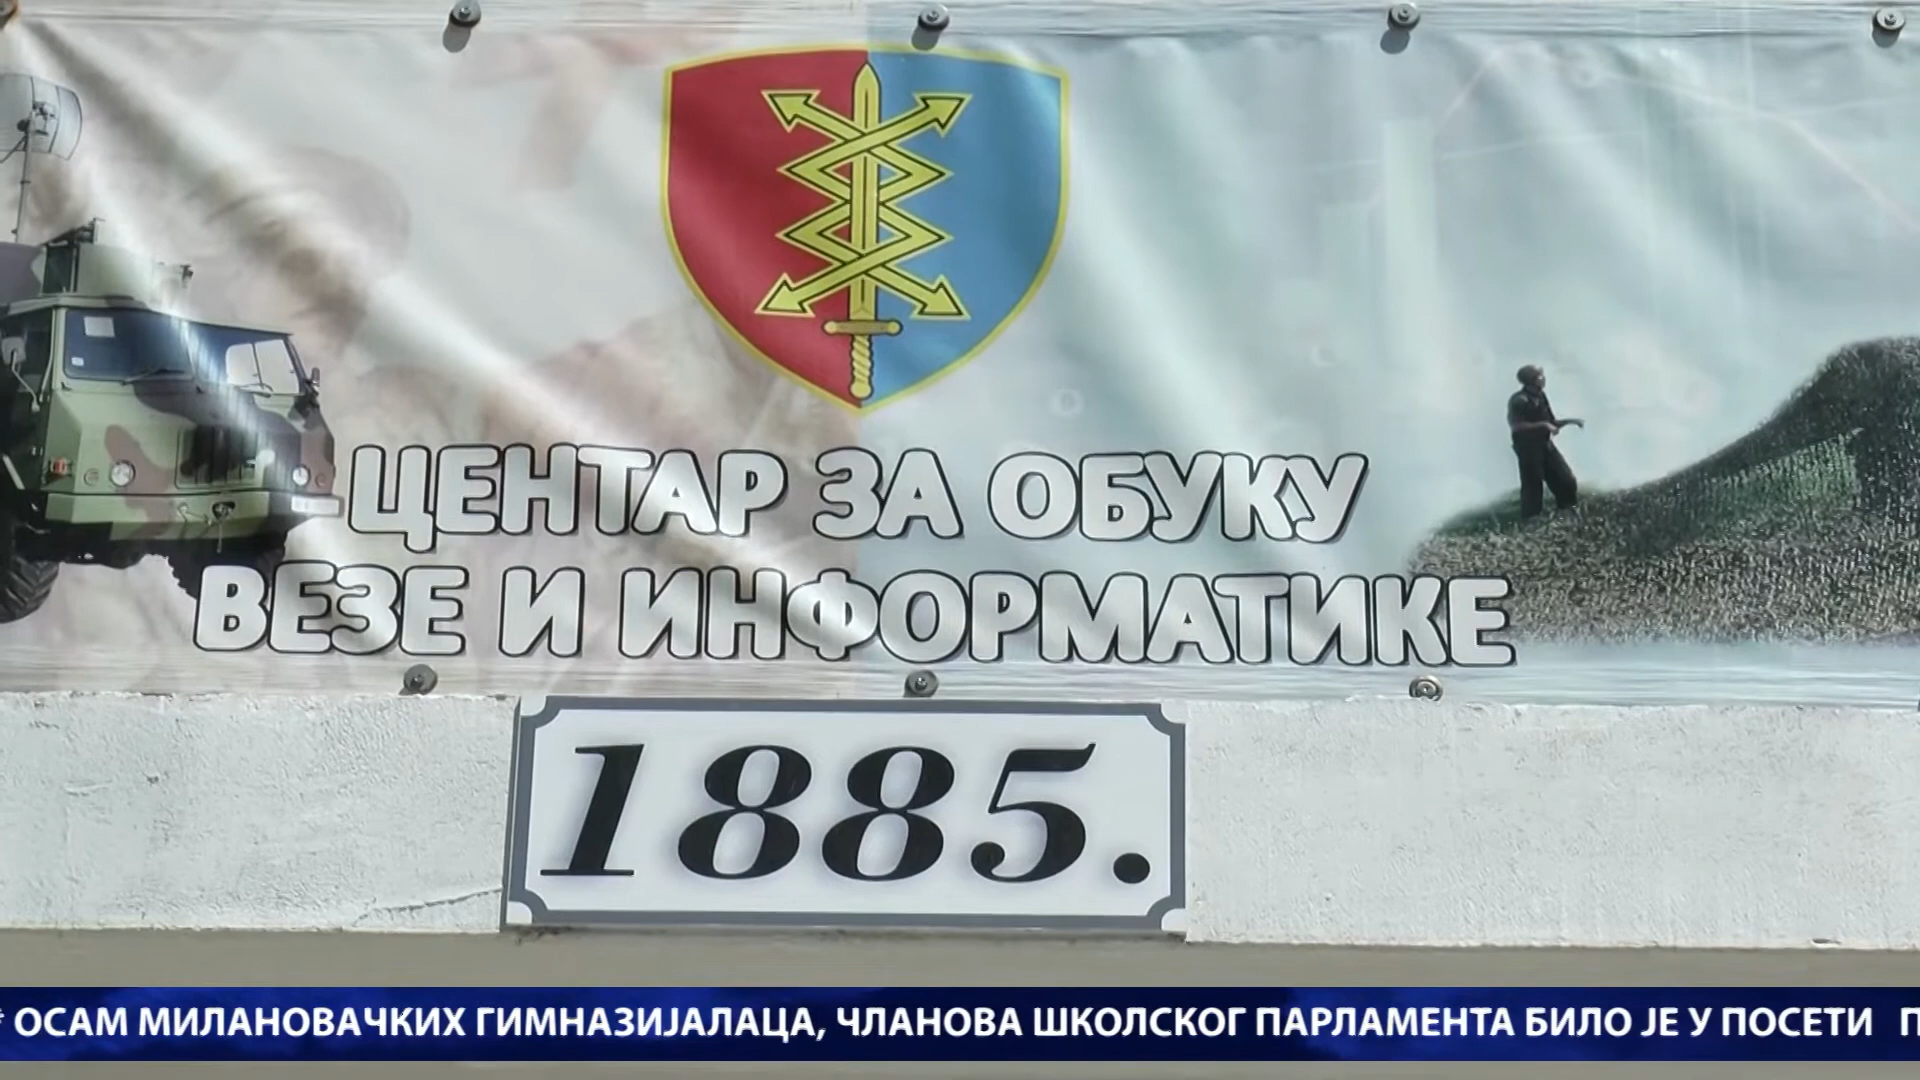 ЦЕНТАР ЗА ОБУКУ
ВЕЗЕ И ИНФОРМАТИКЕ
1885.
* ОСАМ МИЛАНОВАЧКИХ ГИМНАЗИЈАЛАЦА, ЧЛАНОВА ШКОЛСКОГ ПАРЛАМЕНТА БИЛО ЈЕ У ПОСЕТИ П